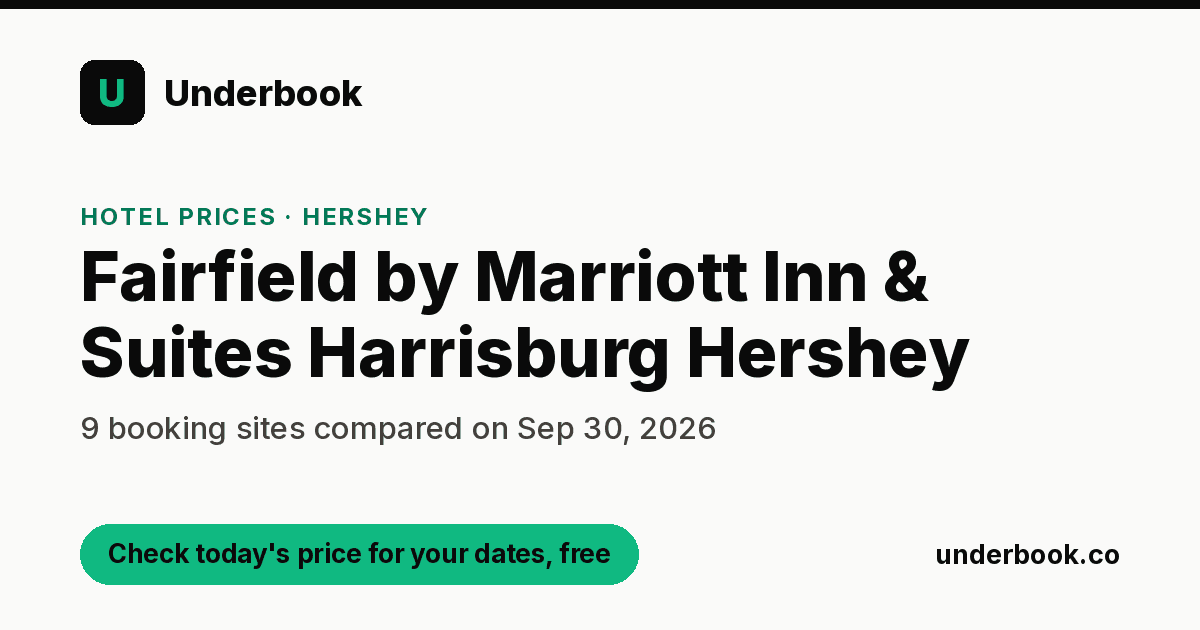 U Underbook
HOTEL PRICES · HERSHEY
Fairfield by Marriott Inn &
Suites Harrisburg Hershey
9 booking sites compared on Sep 30, 2026
Check today's price for your dates, free
underbook.co